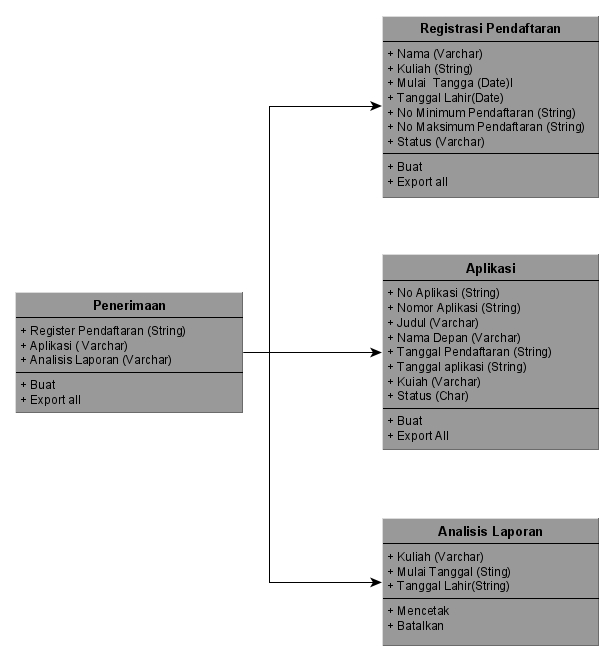 Registrasi Pendaftaran
+ Nama (Varchar)
+ Kuliah (String)
+ Mulai  Tangga (Date)l
+ Tanggal Lahir(Date)
+ No Minimum Pendaftaran (String)
+ No Maksimum Pendaftaran (String)
+ Status (Varchar)
+ Buat
+ Export all
Aplikasi
+ No Aplikasi (String)
+ Nomor Aplikasi (String)
+ Judul (Varchar)
+ Nama Depan (Varchar)
+ Tanggal Pendaftaran (String)
+ Tanggal aplikasi (String)
+ Kuiah (Varchar)
+ Status (Char)
+ Buat
+ Export All
Penerimaan
+ Register Pendaftaran (String)
+ Aplikasi ( Varchar)
+ Analisis Laporan (Varchar)
+ Buat
+ Export all
Analisis Laporan
+ Kuliah (Varchar)
+ Mulai Tanggal (Sting)
+ Tanggal Lahir(String)
+ Mencetak
+ Batalkan